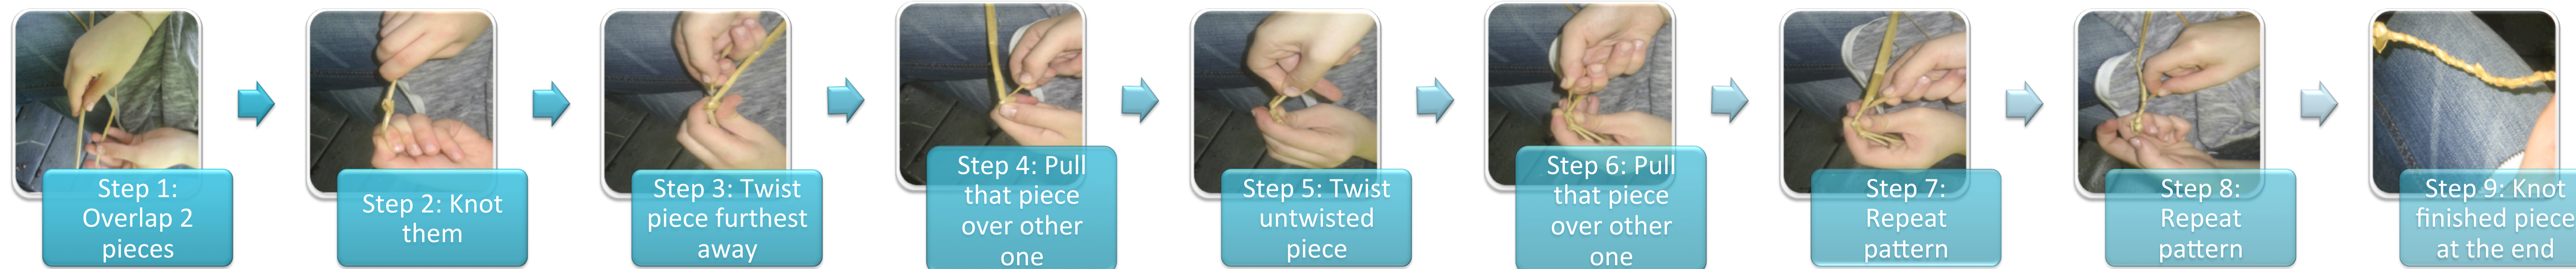 Step 1:
Overlap 2
pieces
Step 2: Knot
them
Step 3: Twist
piece furthest
away
Step 4: Pull
that piece
over other
one
Step 5: Twist
untwisted
piece
Step 6: Pull
that piece
over other
one
Step 7:
Repeat
pattern
Step 8:
Repeat
pattern
Step 9: Knot
finished piece
at the end